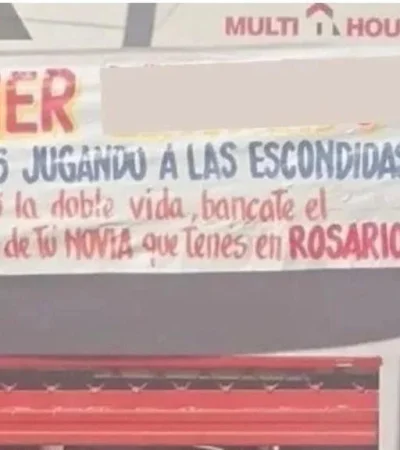 MULTI HOU
ER
JUGANDO A LAS ESCONDIDAS
la doble vida, bancate el
de TU NOVIA que tenes en ROSARIO